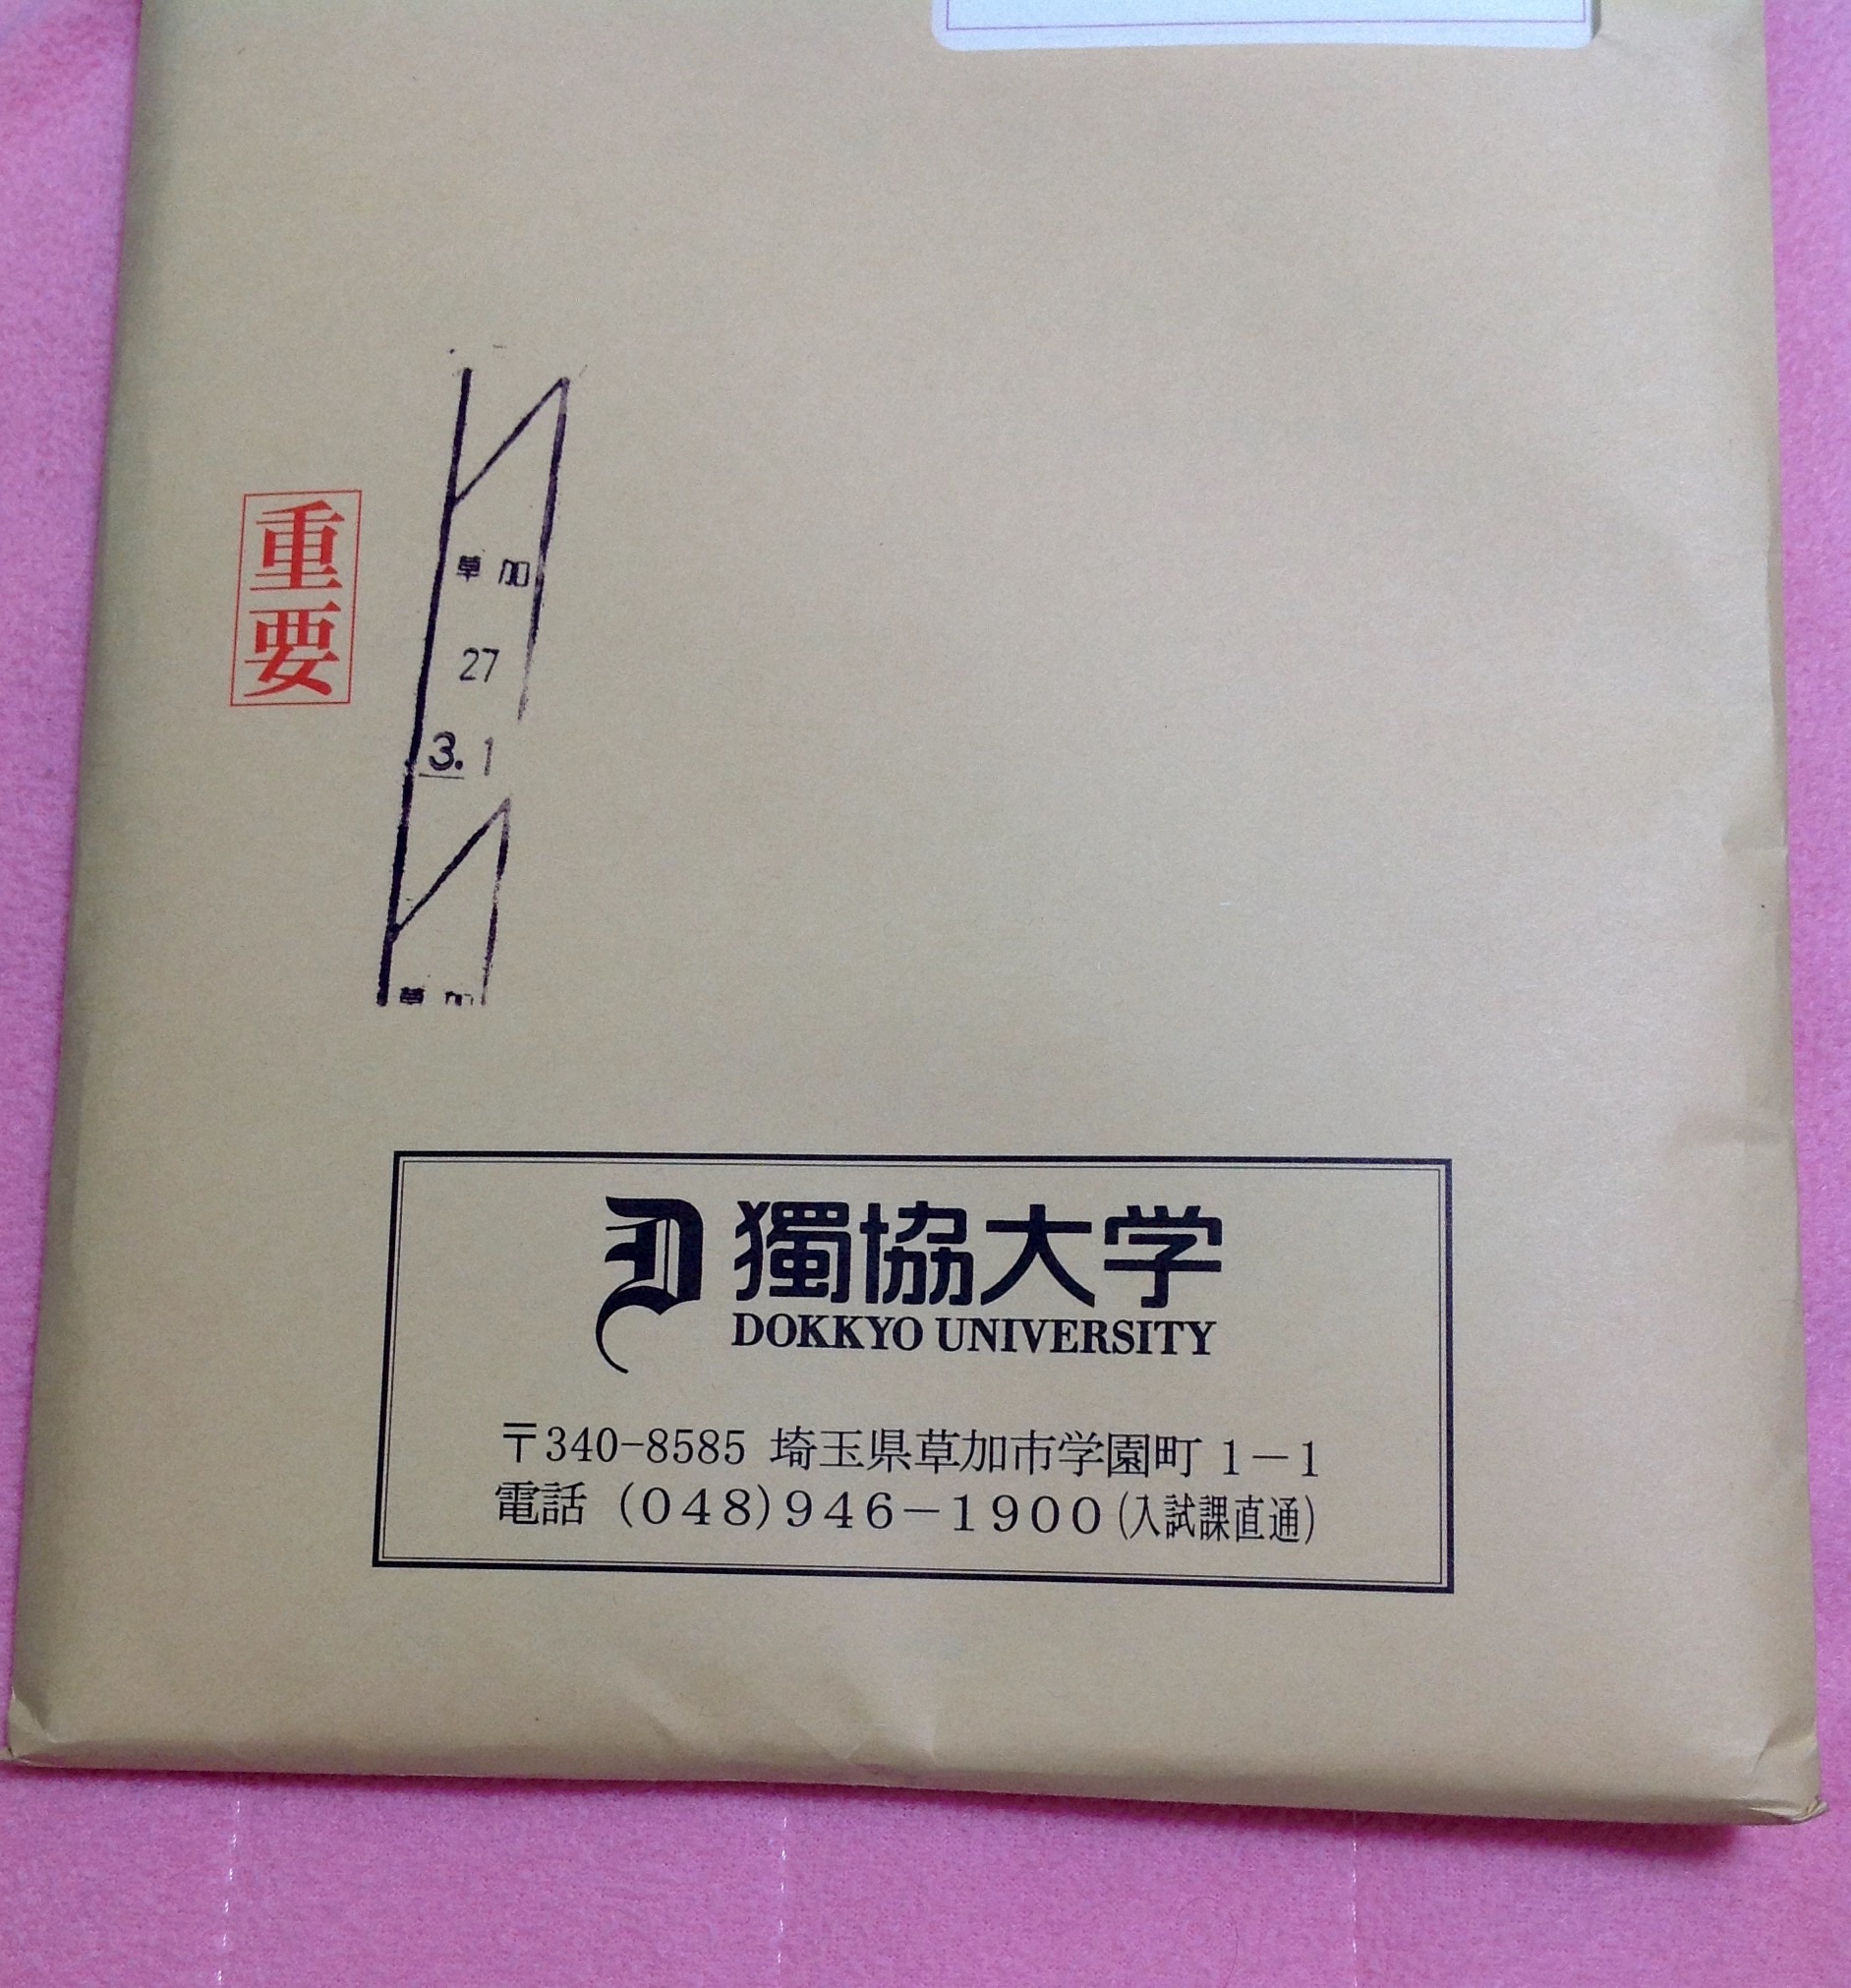 重要
草加
27
3. 1
草加
獨協大学
DOKKYO UNIVERSITY
〒340-8585 埼玉県草加市学園町1-1
電話 (048)946-1900(入試課直通)